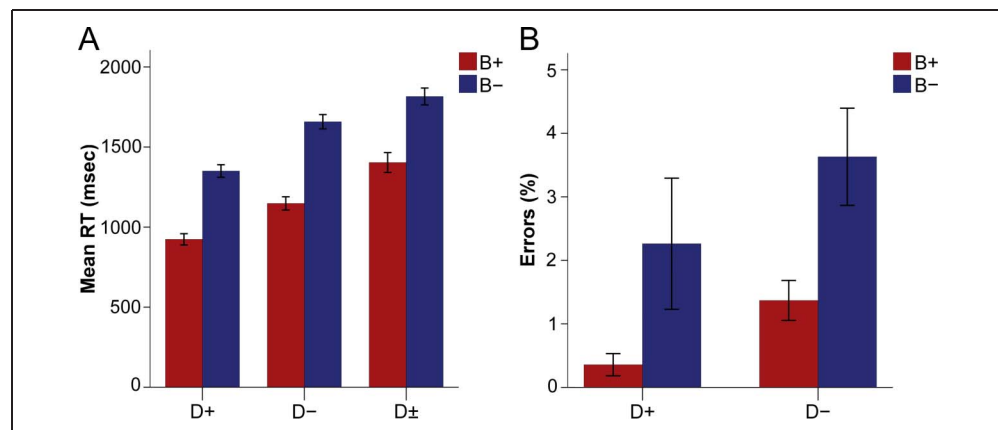 A
Mean RT (msec)
2000
1500
1000
500
0
D+
D−
D±
B+
B−
B
Errors (%)
5
4
3
2
1
0
D+
D−
B+
B−